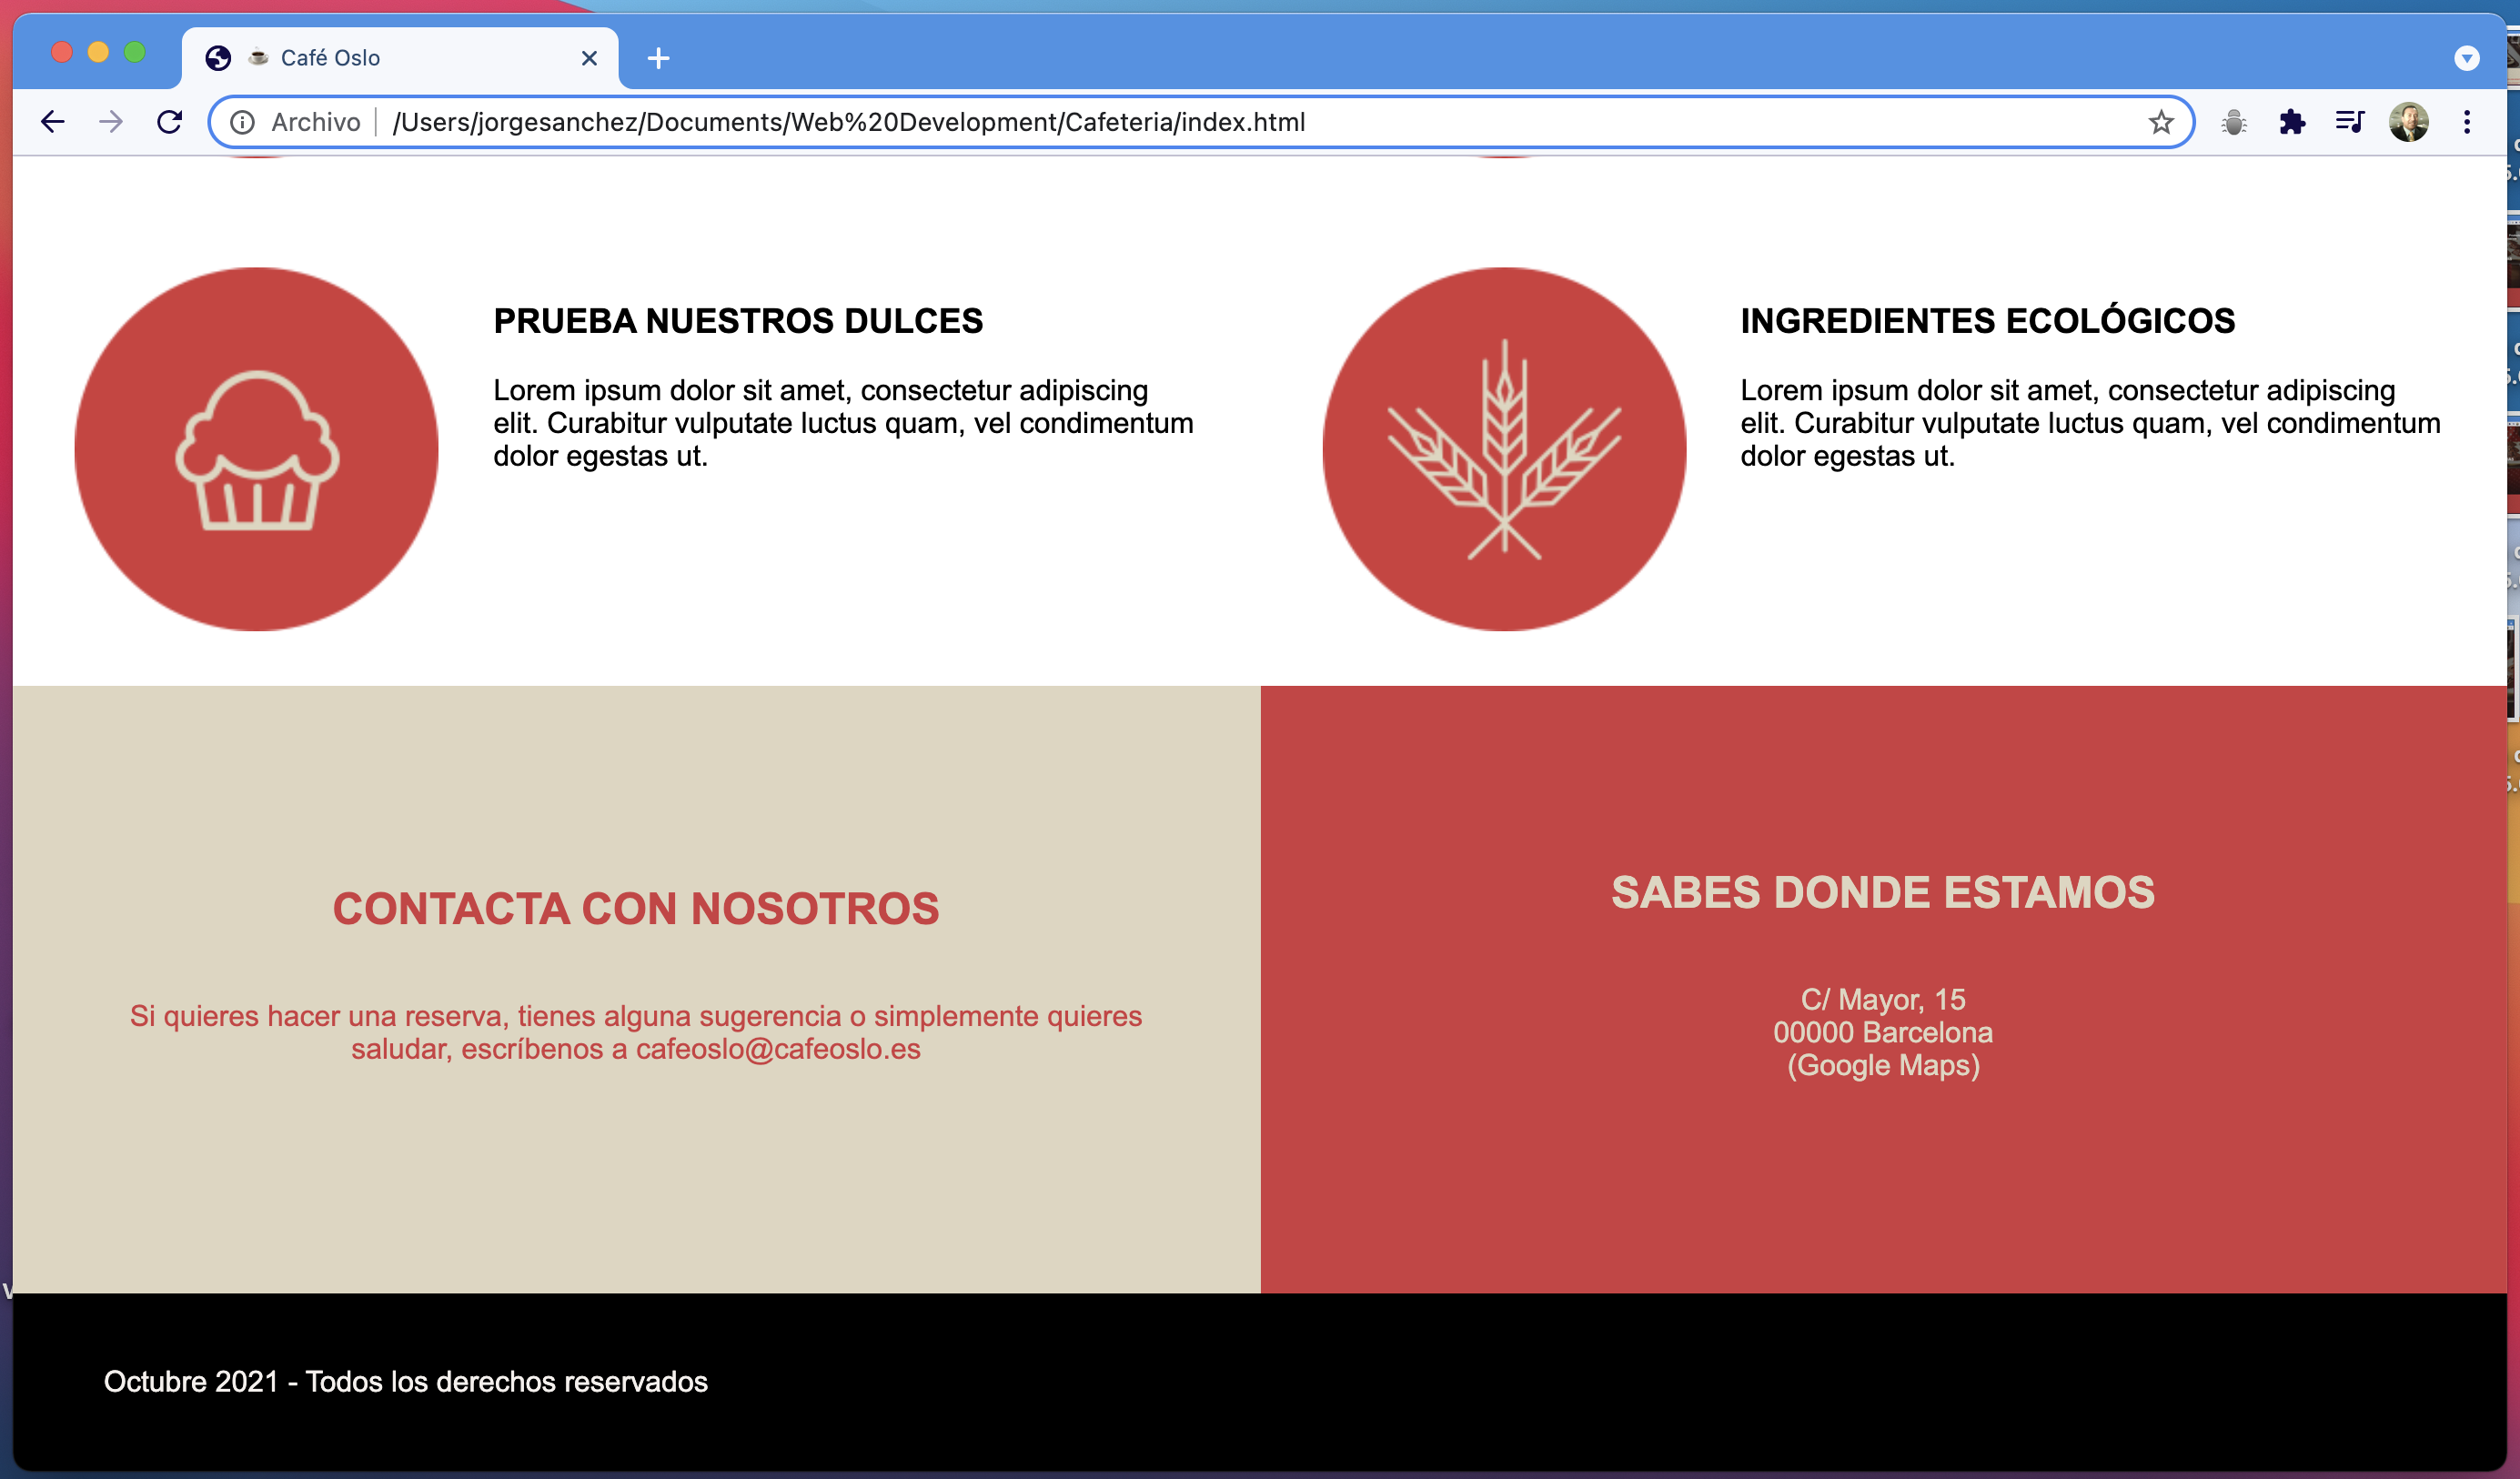 Café Oslo
Archivo
/Users/jorgesanchez/Documents/Web%20Development/Cafeteria/index.html
PRUEBA NUESTROS DULCES
Lorem ipsum dolor sit amet, consectetur adipiscing
elit. Curabitur vulputate luctus quam, vel condimentum
dolor egestas ut.
INGREDIENTES ECOLÓGICOS
Lorem ipsum dolor sit amet, consectetur adipiscing
elit. Curabitur vulputate luctus quam, vel condimentum
dolor egestas ut.
CONTACTA CON NOSOTROS
Si quieres hacer una reserva, tienes alguna sugerencia o simplemente quieres
saludar, escríbenos a cafeoslo@cafeoslo.es
SABES DONDE ESTAMOS
C/ Mayor, 15
00000 Barcelona
(Google Maps)
Octubre 2021 - Todos los derechos reservados